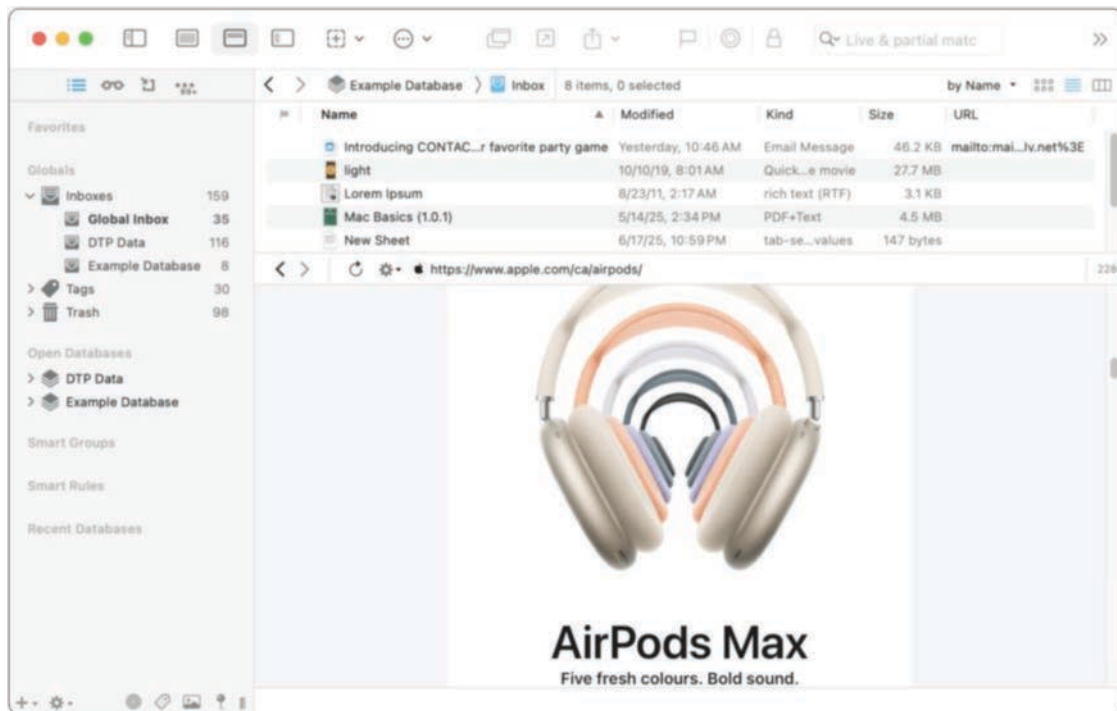 Live & partial matc
Example Database Inbox 8 items, 0 selected by Name
Favorites
Globals
Inboxes 159
Global Inbox 35
DTP Data 116
Example Database 8
Tags 30
Trash 98
Open Databases
DTP Data
Example Database
Smart Groups
Smart Rules
Recent Databases
Name Modified Kind Size URL
Introducing CONTAC...r favorite party game Yesterday, 10:46 AM Email Message 46.2 KB mailto:mai...lv.net%3E
light 10/10/19, 8:01 AM Quick...e movie 27.7 MB
Lorem Ipsum 8/23/11, 2:17 AM rich text (RTF) 3.1 KB
Mac Basics (1.0.1) 5/14/25, 2:34 PM PDF+Text 4.5 MB
New Sheet 6/17/25, 10:59 PM tab-se...values 147 bytes
https://www.apple.com/ca/airpods/ 228
AirPods Max
Five fresh colours. Bold sound.